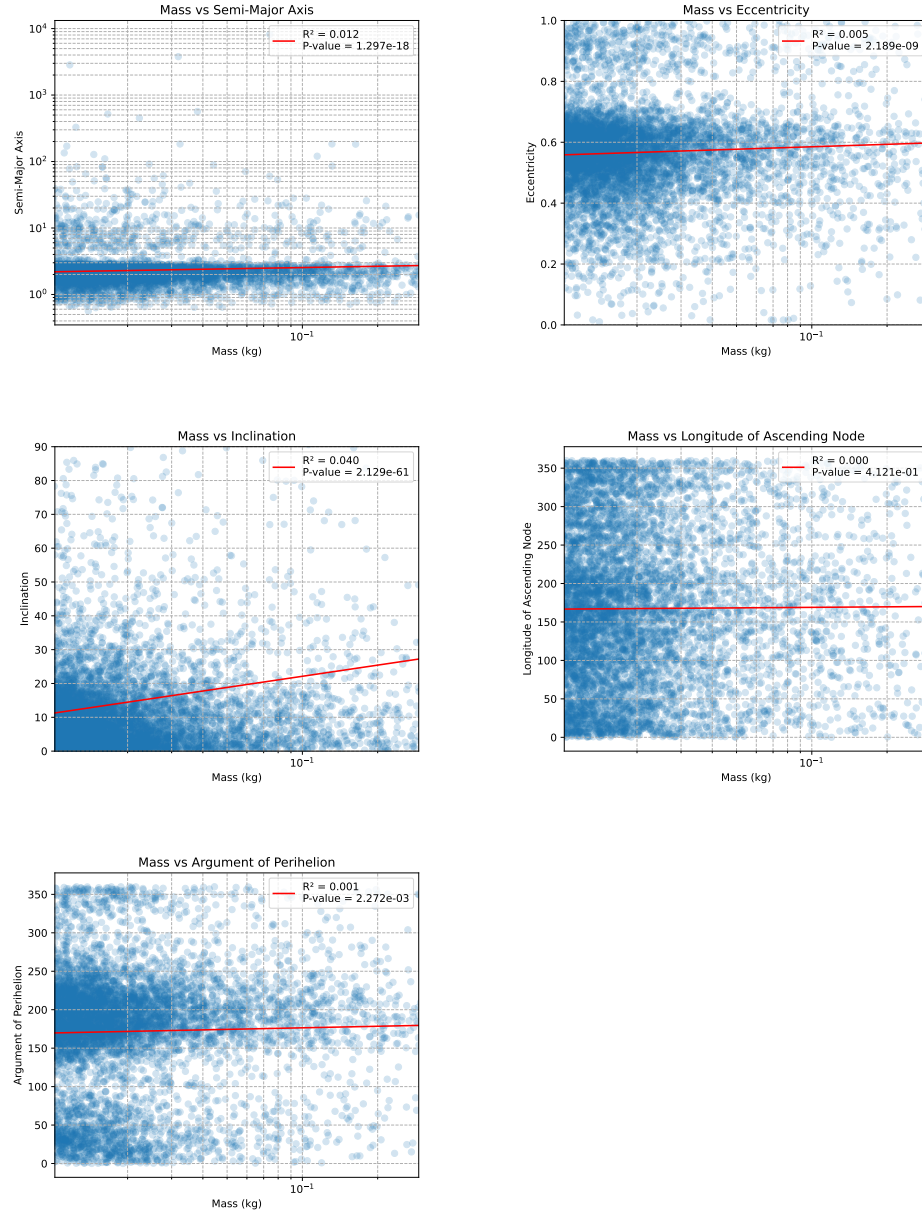 Mass vs Semi-Major Axis
R² = 0.012
P-value = 1.297e-18
10⁴
10³
10²
10¹
10⁰
Semi-Major Axis
10⁻¹
Mass (kg)
Mass vs Eccentricity
R² = 0.005
P-value = 2.189e-09
1.0
0.8
0.6
0.4
0.2
0.0
Eccentricity
10⁻¹
Mass (kg)
Mass vs Inclination
R² = 0.040
P-value = 2.129e-61
90
80
70
60
50
40
30
20
10
0
Inclination
10⁻¹
Mass (kg)
Mass vs Longitude of Ascending Node
R² = 0.000
P-value = 4.121e-01
350
300
250
200
150
100
50
0
Longitude of Ascending Node
10⁻¹
Mass (kg)
Mass vs Argument of Perihelion
R² = 0.001
P-value = 2.272e-03
350
300
250
200
150
100
50
0
Argument of Perihelion
10⁻¹
Mass (kg)